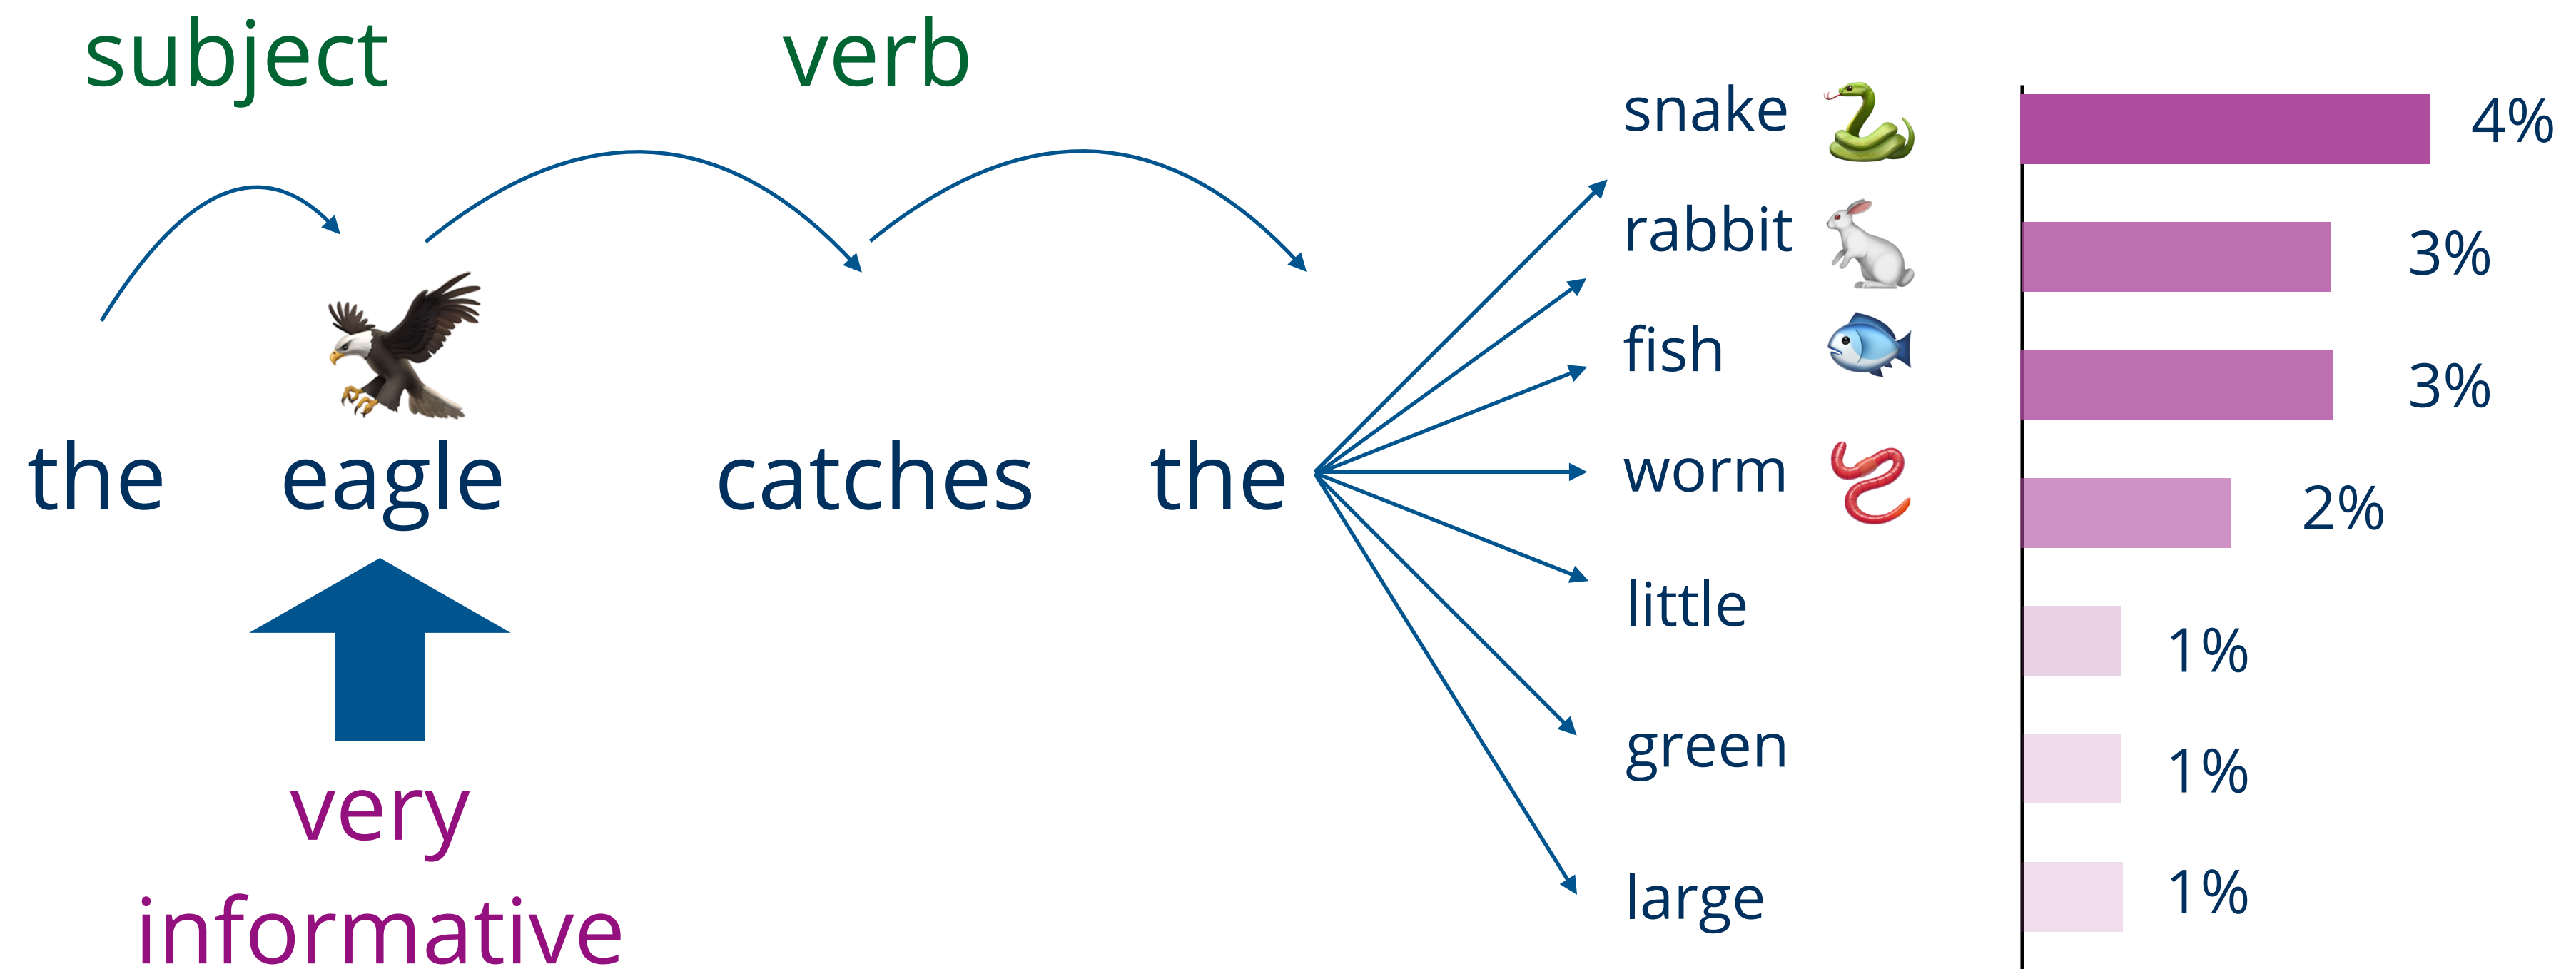 subject
verb
the eagle catches the
very
informative
snake 4%
rabbit 3%
fish 3%
worm 2%
little 1%
green 1%
large 1%